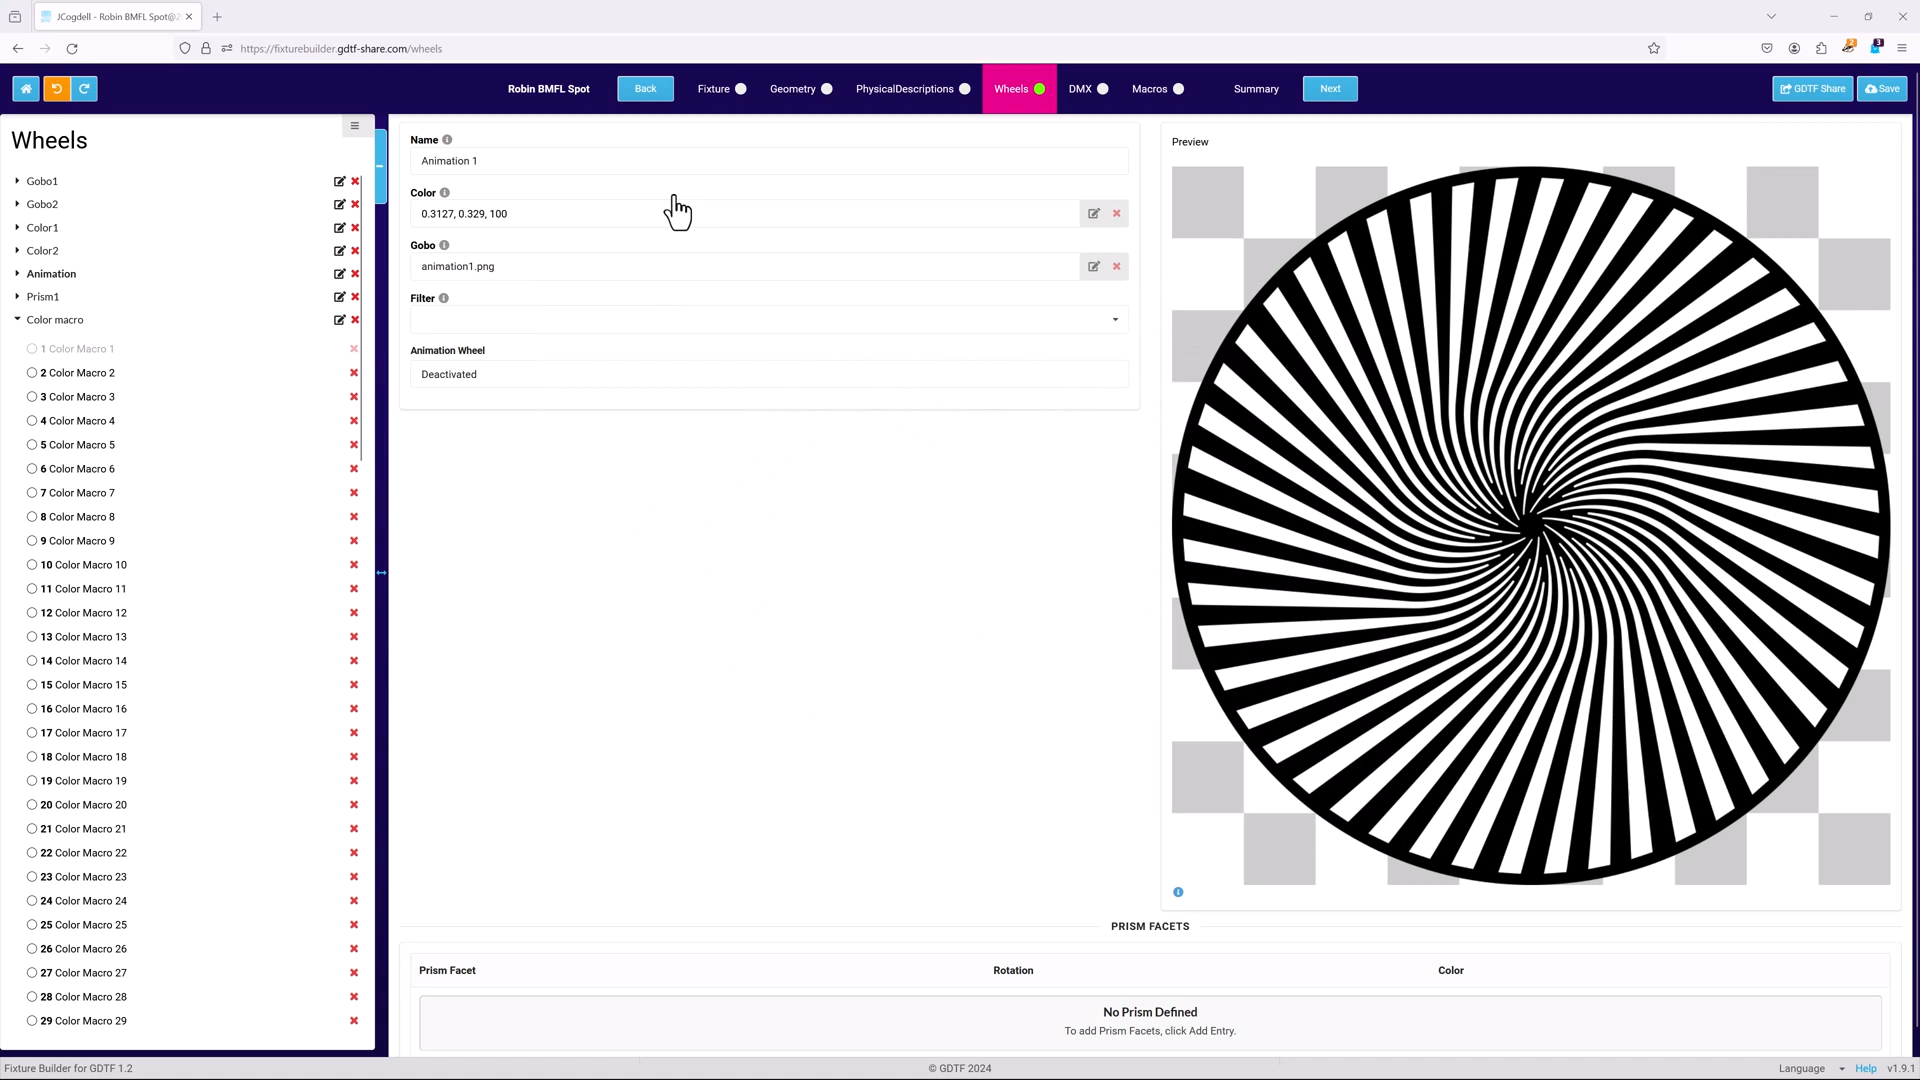 JCogdell - Robin BMFL Spot@2
https://fixturebuilder.gdtf-share.com/wheels
2
3
Robin BMFL Spot
Back
Fixture
Geometry
PhysicalDescriptions
Wheels
DMX
Macros
Summary
Next
GDTF Share
Save
Wheels
Gobo1
Gobo2
Color1
Color2
Animation
Prism1
Color macro
1 Color Macro 1
2 Color Macro 2
3 Color Macro 3
4 Color Macro 4
5 Color Macro 5
6 Color Macro 6
7 Color Macro 7
8 Color Macro 8
9 Color Macro 9
10 Color Macro 10
11 Color Macro 11
12 Color Macro 12
13 Color Macro 13
14 Color Macro 14
15 Color Macro 15
16 Color Macro 16
17 Color Macro 17
18 Color Macro 18
19 Color Macro 19
20 Color Macro 20
21 Color Macro 21
22 Color Macro 22
23 Color Macro 23
24 Color Macro 24
25 Color Macro 25
26 Color Macro 26
27 Color Macro 27
28 Color Macro 28
29 Color Macro 29
Name
Animation 1
Color
0.3127, 0.329, 100
Gobo
animation1.png
Filter
Animation Wheel
Deactivated
Preview
PRISM FACETS
Prism Facet
Rotation
Color
No Prism Defined
To add Prism Facets, click Add Entry.
Fixture Builder for GDTF 1.2
© GDTF 2024
Language
Help
v1.9.1